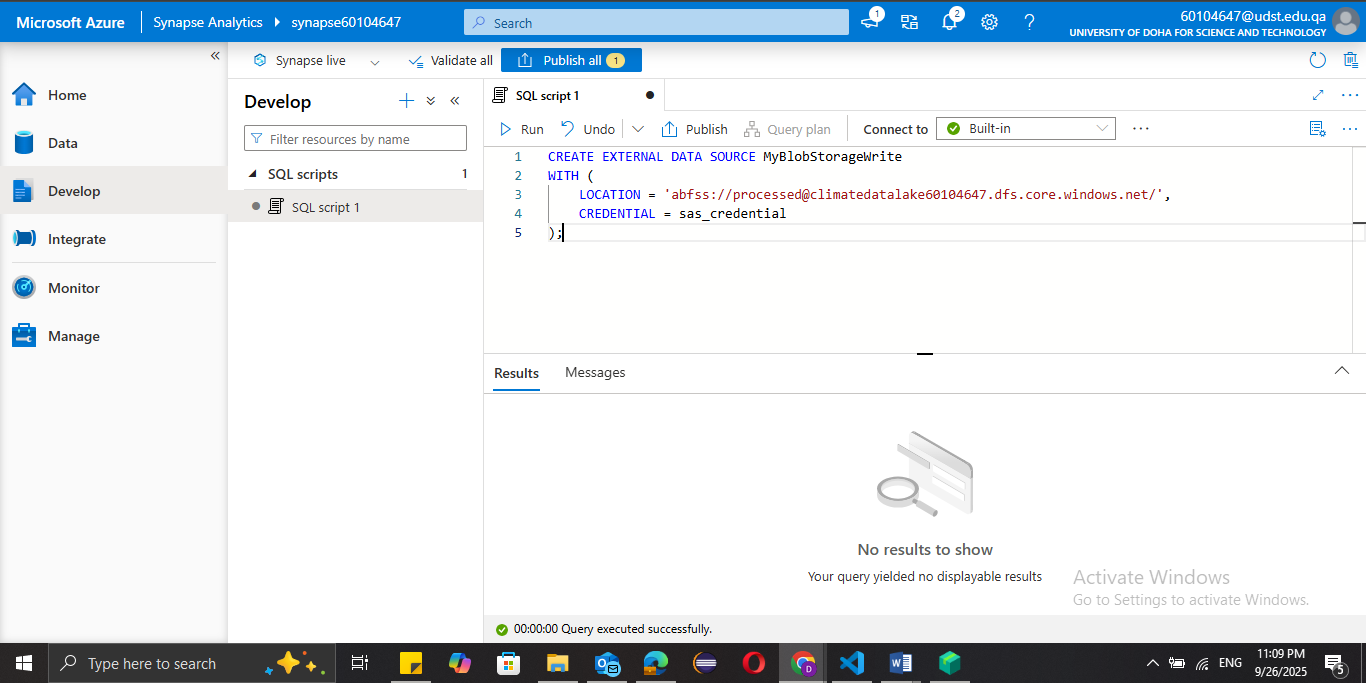 Microsoft Azure
Synapse Analytics
synapse60104647
Search
1
2
60104647@udst.edu.qa
UNIVERSITY OF DOHA FOR SCIENCE AND TECHNOLOGY
Synapse live
Validate all
Publish all 1
Home
Data
Develop
Integrate
Monitor
Manage
Develop
Filter resources by name
SQL scripts 1
SQL script 1
SQL script 1
Run
Undo
Publish
Query plan
Connect to
Built-in
1 CREATE EXTERNAL DATA SOURCE MyBlobStorageWrite
2 WITH (
3 LOCATION = 'abfss://processed@climatedatalake60104647.dfs.core.windows.net/',
4 CREDENTIAL = sas_credential
5 );
Results
Messages
No results to show
Your query yielded no displayable results
Activate Windows
Go to Settings to activate Windows.
00:00:00 Query executed successfully.
Type here to search
D
W
ENG
11:09 PM
9/26/2025
5